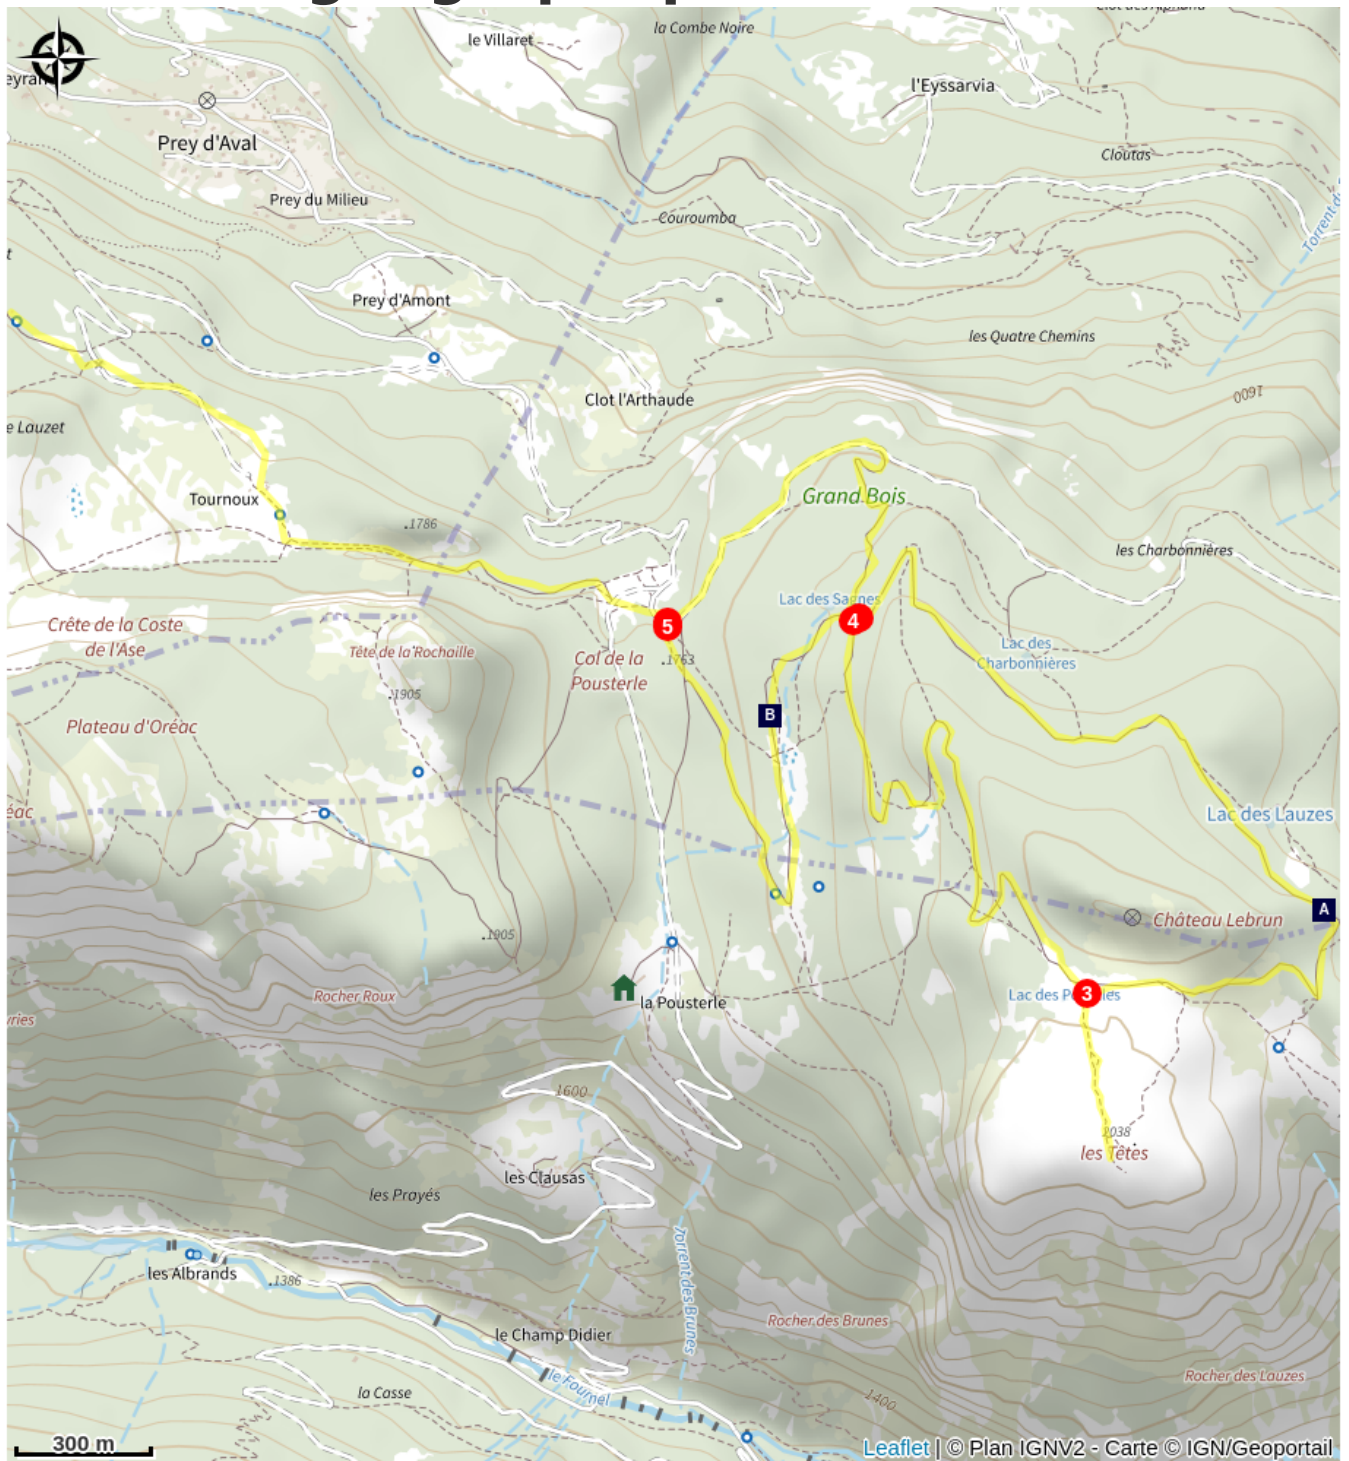 la Combe Noire
le Villaret
l'Eyssarvia
Prey d'Aval
Cloutas
Prey du Milieu
Couroumba
Prey d'Amont
les Quatre Chemins
Clot l'Arthaude
1600
e Lauzet
Grand Bois
Tournoux
.1786
les Charbonnières
Lac des Sagnes
4
5
Crête de la Coste
de l'Ase
Tête de la Rochaille
Col de la
Pousterle
.1763
Lac des
Charbonnières
.1905
B
Plateau d'Oréac
éac
Lac des Lauzes
A
Château Lebrun
.1905
Rocher Roux
la Pousterle
Lac des
3
vries
1600
2038
les Têtes
les Clausas
les Prayés
Torrent des Brunes
les Albrands
.1386
Rocher des Brunes
le Champ Didier
Rocher des Lauzes
le Fournel
la Casse
1400
300 m
Leaflet | © Plan IGNV2 - Carte © IGN/Geoportail